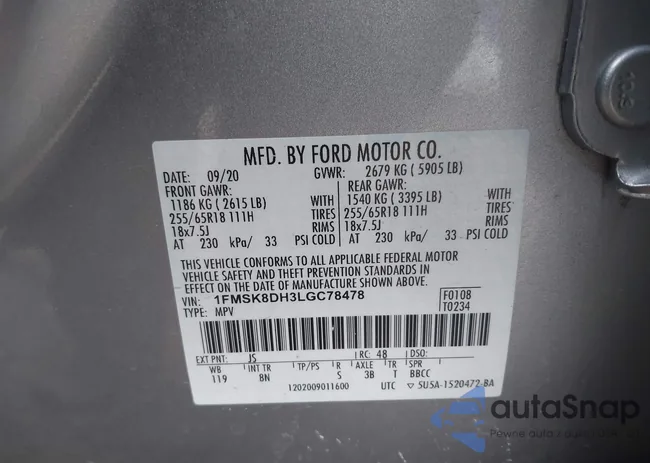 MFD. BY FORD MOTOR CO.
DATE: 09/20 GVWR: 2679 KG (5905 LB)
FRONT GAWR: REAR GAWR:
1186 KG (2615 LB) WITH 1540 KG (3395 LB) WITH
255/65R18 111H TIRES 255/65R18 111H TIRES
18x7.5J RIMS 18x7.5J RIMS
AT 230 kPa/ 33 PSI COLD AT 230 kPa/ 33 PSI COLD
THIS VEHICLE CONFORMS TO ALL APPLICABLE FEDERAL MOTOR
VEHICLE SAFETY AND THEFT PREVENTION STANDARDS IN
EFFECT ON THE DATE OF MANUFACTURE SHOWN ABOVE.
VIN: 1FMSK8DH3LGC78478 F0108
TYPE: MPV T0234
EXT PNT: JS RC: 48 DSO:
WB INT TR TP/PS R AXLE TR SPR
119 BN S 3B T BBCC
1202009011600 UTC ▽ 5U5A-1520472-BA
autaSnap
Pewne auta z autoryzowanych